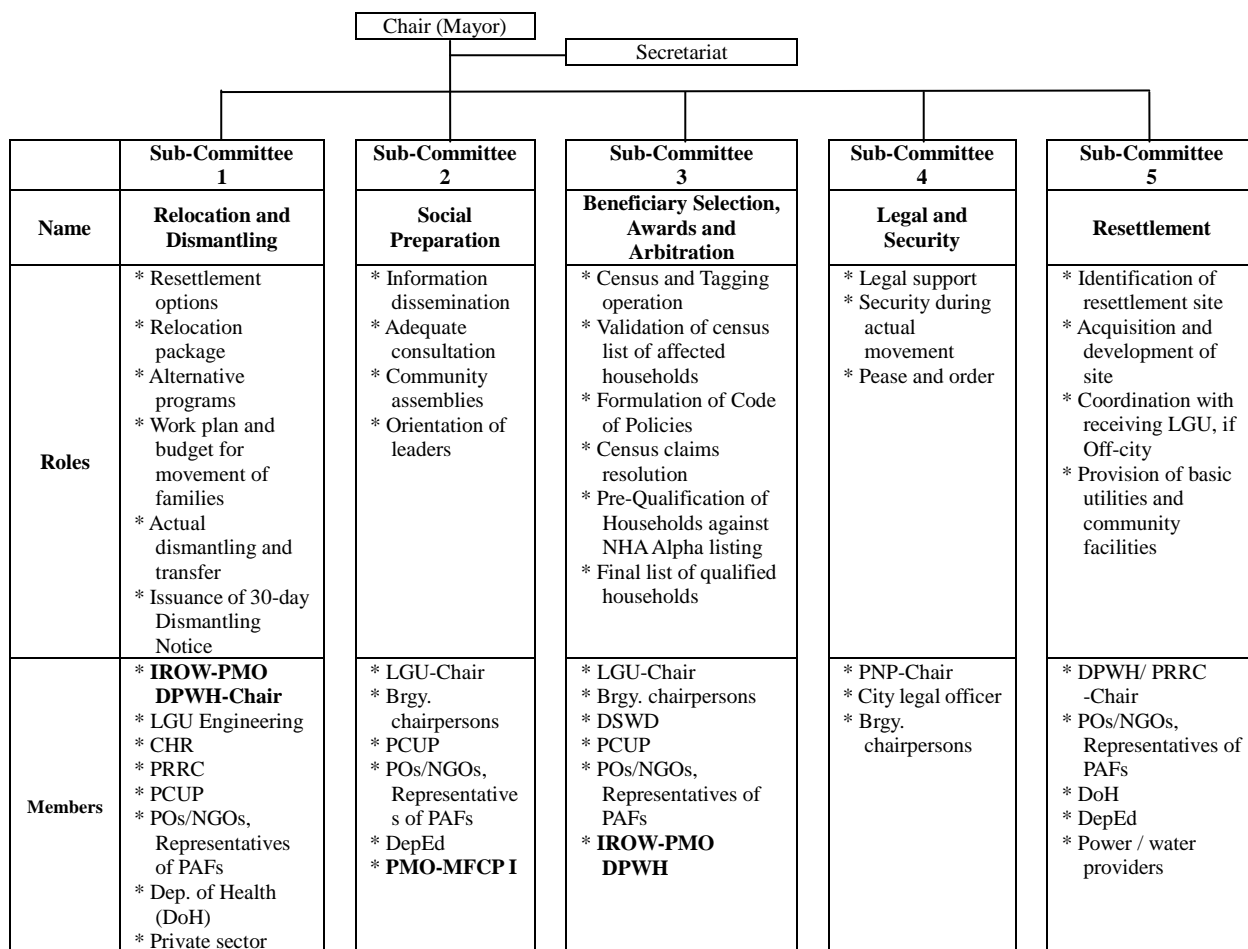 Chair (Mayor)
Secretariat
Sub-Committee
1
Sub-Committee
2
Sub-Committee
3
Sub-Committee
4
Sub-Committee
5
Name
Relocation and
Dismantling
Social
Preparation
Beneficiary Selection,
Awards and
Arbitration
Legal and
Security
Resettlement
Roles
* Resettlement
options
* Relocation
package
* Alternative
programs
* Work plan and
budget for
movement of
families
* Actual
dismantling and
transfer
* Issuance of 30-day
Dismantling
Notice
* Information
dissemination
* Adequate
consultation
* Community
assemblies
* Orientation of
leaders
* Census and Tagging
operation
* Validation of census
list of affected
households
* Formulation of Code
of Policies
* Census claims
resolution
* Pre-Qualification of
Households against
NHA Alpha listing
* Final list of qualified
households
* Legal support
* Security during
actual
movement
* Pease and order
* Identification of
resettlement site
* Acquisition and
development of
site
* Coordination with
receiving LGU, if
Off-city
* Provision of basic
utilities and
community
facilities
Members
* IROW-PMO
DPWH-Chair
* LGU Engineering
* CHR
* PRRC
* PCUP
* POs/NGOs,
Representatives
of PAFs
* Dep. of Health
(DoH)
* Private sector
* LGU-Chair
* Brgy.
chairpersons
* PCUP
* POs/NGOs,
Representative
s of PAFs
* DepEd
* PMO-MFCP I
* LGU-Chair
* Brgy. chairpersons
* DSWD
* PCUP
* POs/NGOs,
Representatives of
PAFs
* IROW-PMO
DPWH
* PNP-Chair
* City legal officer
* Brgy.
chairpersons
* DPWH/ PRRC
-Chair
* POs/NGOs,
Representatives of
PAFs
* DoH
* DepEd
* Power / water
providers